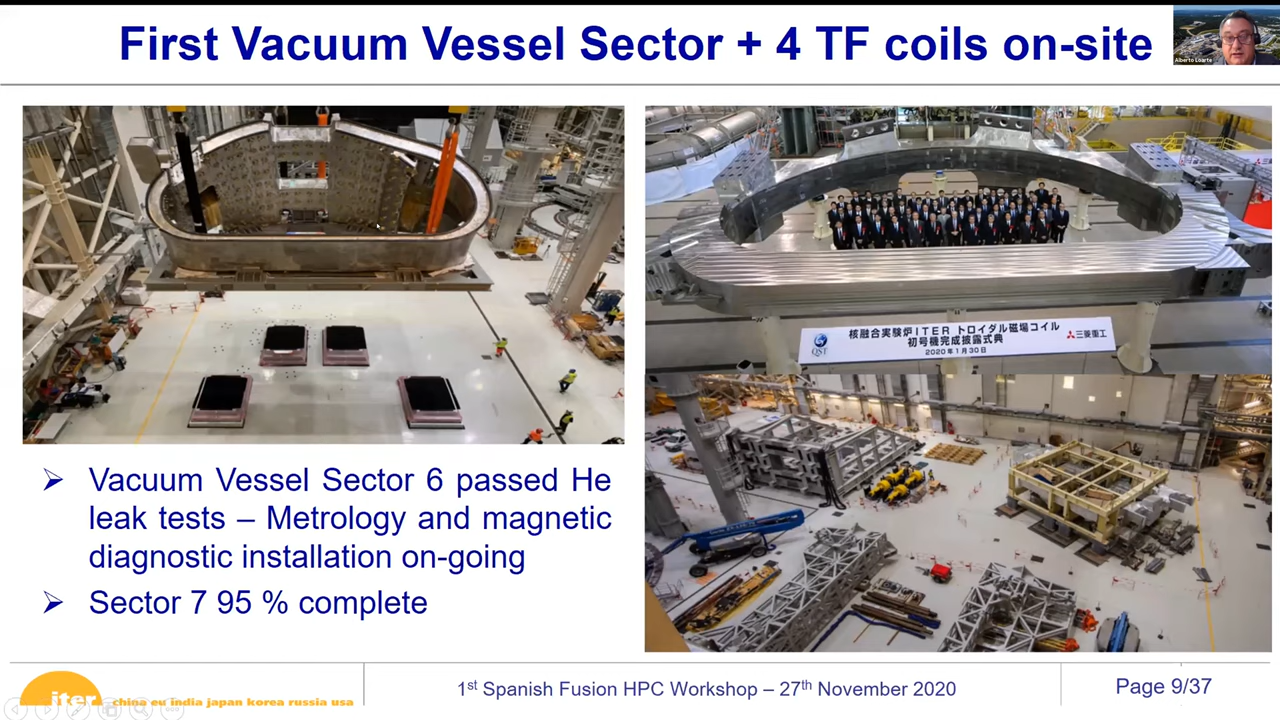 First Vacuum Vessel Sector + 4 TF coils on-site
Alberto Loarte
核融合実験炉ITER トロイダル磁場コイル
初号機完成披露式典
2020年1月30日
QST
三菱重工
Vacuum Vessel Sector 6 passed He
leak tests – Metrology and magnetic
diagnostic installation on-going
Sector 7 95 % complete
iter
china eu india japan korea russia usa
1st Spanish Fusion HPC Workshop – 27th November 2020
Page 9/37